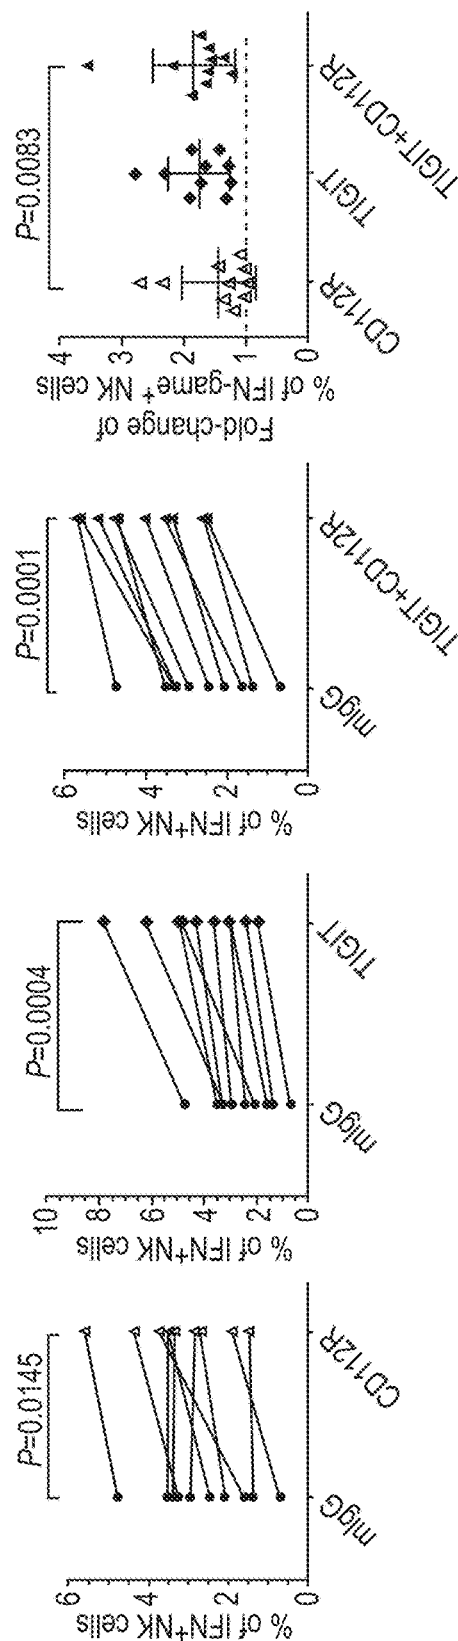 P=0.0145
6
4
2
0
% of IFN⁺NK cells
mIgG
CD112R
P=0.0004
10
8
6
4
2
0
% of IFN⁺NK cells
mIgG
TIGIT
P=0.0001
6
4
2
0
% of IFN⁺NK cells
mIgG
TIGIT+CD112R
P=0.0083
4
3
2
1
0
Fold-change of
% of IFN-game⁺ NK cells
CD112R
TIGIT
TIGIT+CD112R